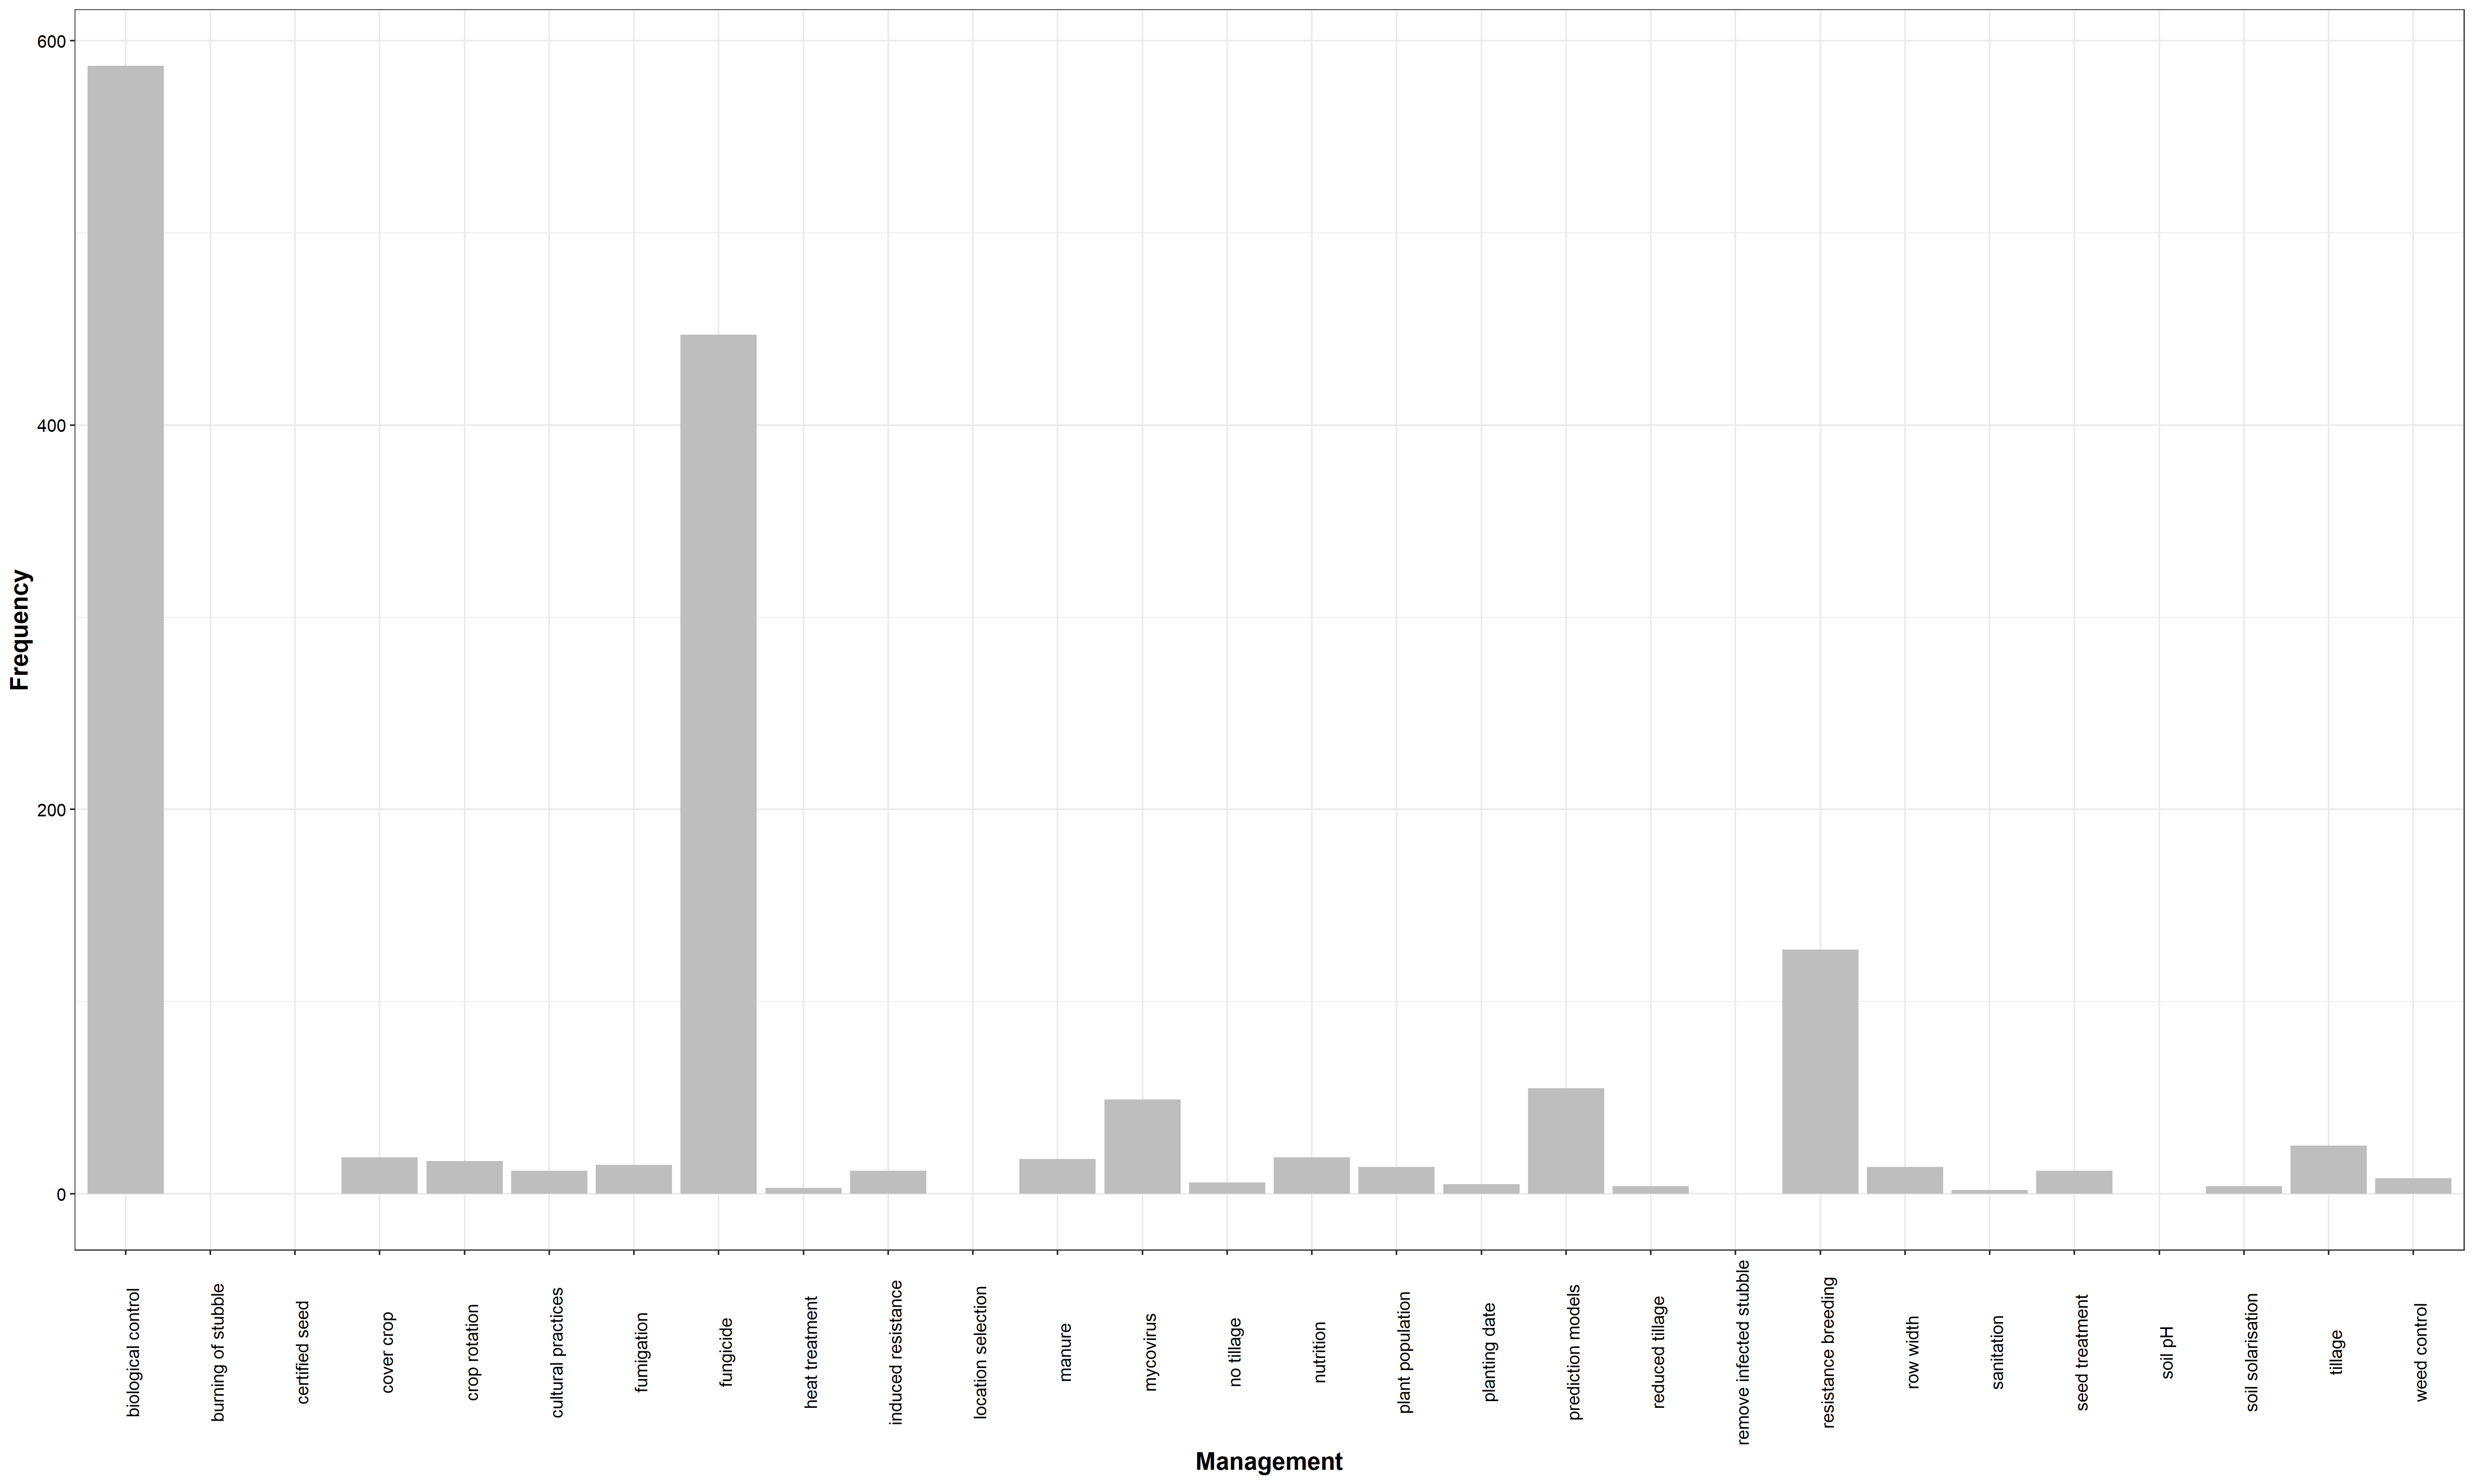 600
400
200
0
Frequency
biological control
burning of stubble
certified seed
cover crop
crop rotation
cultural practices
fumigation
fungicide
heat treatment
induced resistance
location selection
manure
mycovirus
no tillage
nutrition
plant population
planting date
prediction models
reduced tillage
remove infected stubble
resistance breeding
row width
sanitation
seed treatment
soil pH
soil solarisation
tillage
weed control
Management